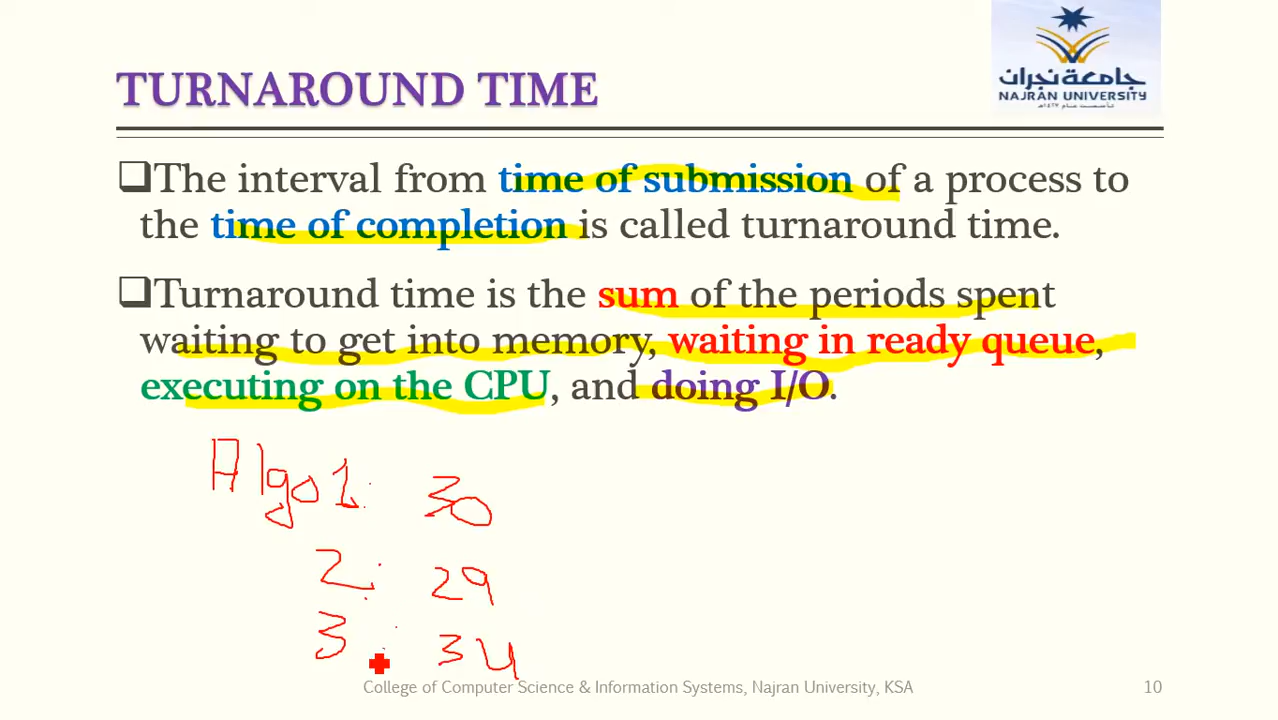 TURNAROUND TIME
جامعة نجران
NAJRAN UNIVERSITY
The interval from time of submission of a process to
the time of completion is called turnaround time.
Turnaround time is the sum of the periods spent
waiting to get into memory, waiting in ready queue,
executing on the CPU, and doing I/O.
Algo 1: 30
2: 29
3: 34
College of Computer Science & Information Systems, Najran University, KSA
10